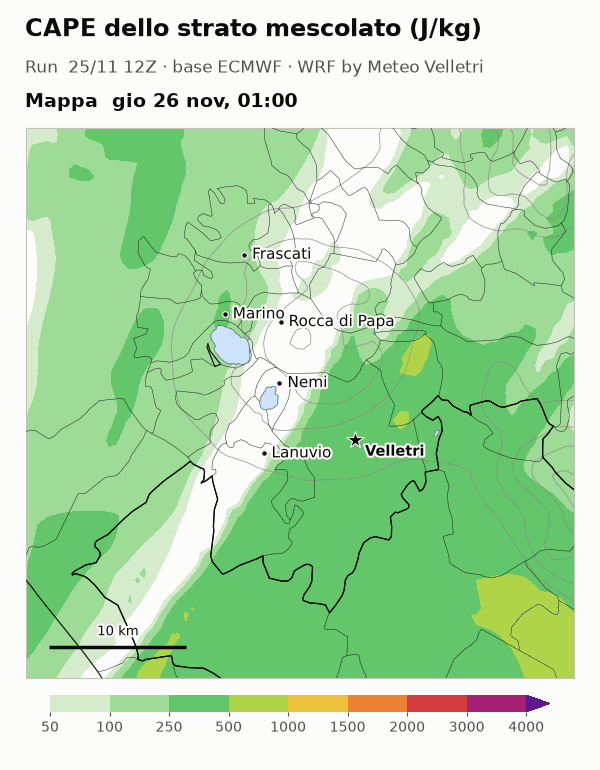 CAPE dello strato mescolato (J/kg)
Run  25/11 12Z · base ECMWF · WRF by Meteo Velletri
Mappa  gio 26 nov, 01:00
Frascati
Marino
Rocca di Papa
Nemi
Velletri
Lanuvio
10 km
50 100 250 500 1000 1500 2000 3000 4000